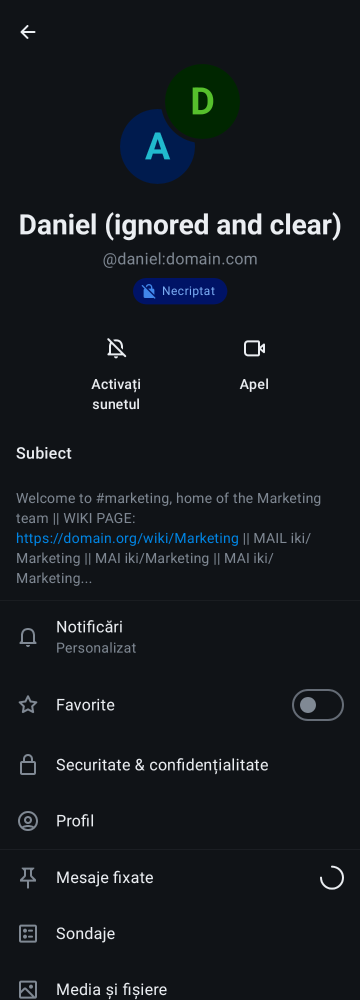 D
A
Daniel (ignored and clear)
@daniel:domain.com
Necriptat
Activați
sunetul
Apel
Subiect
Welcome to #marketing, home of the Marketing
team || WIKI PAGE:
https://domain.org/wiki/Marketing || MAIL iki/
Marketing || MAI iki/Marketing || MAI iki/
Marketing...
Notificări
Personalizat
Favorite
Securitate & confidențialitate
Profil
Mesaje fixate
Sondaje
Media și fișiere